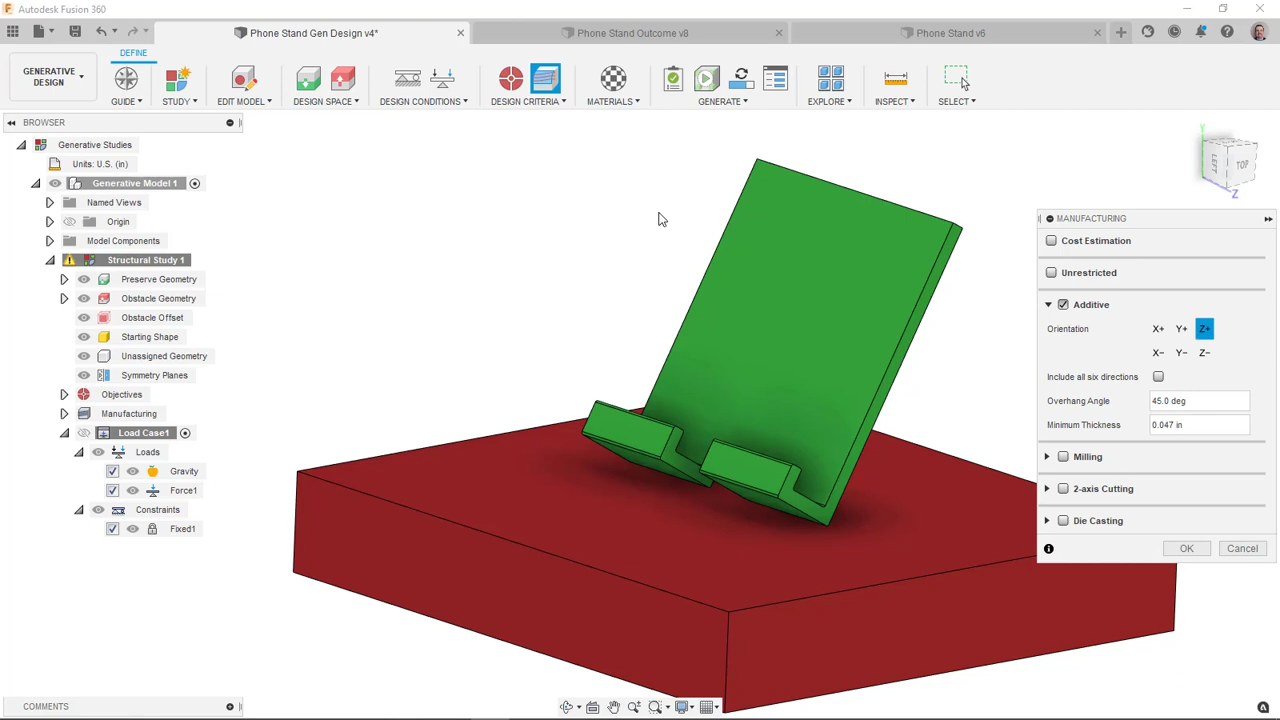 Autodesk Fusion 360
Phone Stand Gen Design v4*
Phone Stand Outcome v8
Phone Stand v6
DEFINE
GENERATIVE
DESIGN
GUIDE
STUDY
EDIT MODEL
DESIGN SPACE
DESIGN CONDITIONS
DESIGN CRITERIA
MATERIALS
GENERATE
EXPLORE
INSPECT
SELECT
BROWSER
Generative Studies
Units: U.S. (in)
Generative Model 1
Named Views
Origin
Model Components
Structural Study 1
Preserve Geometry
Obstacle Geometry
Obstacle Offset
Starting Shape
Unassigned Geometry
Symmetry Planes
Objectives
Manufacturing
Load Case1
Loads
Gravity
Force1
Constraints
Fixed1
Y
LEFT
TOP
Z
MANUFACTURING
Cost Estimation
Unrestricted
Additive
Orientation X+ Y+ Z+
X− Y− Z−
Include all six directions
Overhang Angle 45.0 deg
Minimum Thickness 0.047 in
Milling
2-axis Cutting
Die Casting
OK Cancel
COMMENTS